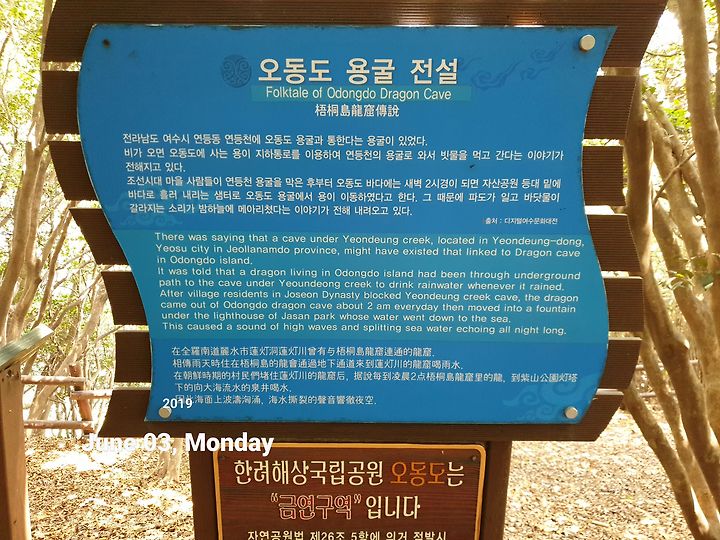 오동도 용굴 전설
Folktale of Odongdo Dragon Cave
梧桐島龍窟傳說
전라남도 여수시 연등동 연등천에 오동도 용굴과 통한다는 용굴이 있었다.
비가 오면 오동도에 사는 용이 지하통로를 이용하여 연등천의 용굴로 와서 빗물을 먹고 간다는 이야기가
전해지고 있다.
조선시대 마을 사람들이 연등천 용굴을 막은 후부터 오동도 바다에는 새벽 2시경이 되면 자산공원 등대 밑에
바다로 흘러 내리는 샘터로 오동도 용굴에서 용이 이동하였다고 한다. 그 때문에 파도가 일고 바닷물이
갈라지는 소리가 밤하늘에 메아리쳤다는 이야기가 전해 내려오고 있다.
출처 : 디지털여수문화대전
There was saying that a cave under Yeondeung creek, located in Yeondeung-dong,
Yeosu city in Jeollanamdo province, might have existed that linked to Dragon cave
in Odongdo island.
It was told that a dragon living in Odongdo island had been through underground
path to the cave under Yeoundeung creek to drink rainwater whenever it rained.
After village residents in Joseon Dynasty blocked Yeondeung creek cave, the dragon
came out of Odongdo dragon cave about 2 am everyday then moved into a fountain
under the lighthouse of Jasan park whose water went down to the sea.
This caused a sound of high waves and splitting sea water echoing all night long.
在全羅南道麗水市蓮灯洞蓮灯川曾有与梧桐島龍窟連通的龍窟.
相傳雨天時住在梧桐島的龍會通過地下通道來到蓮灯川的龍窟喝雨水.
在朝鮮時期的村民們堵住蓮灯川的龍窟后, 据說每到凌晨2点梧桐島龍窟里的龍, 到紫山公園灯塔
下的向大海流水的泉井喝水.
此海面上波濤洶涌, 海水撕裂的聲音響徹夜空.
2019
June 03, Monday
한려해상국립공원 오동도는
"금연구역" 입니다
자연공원법 제26조 5항에 의거 적발시